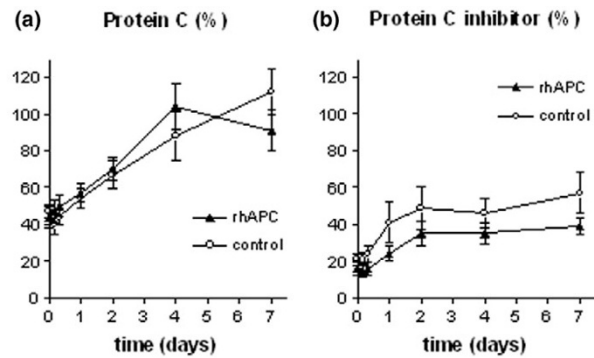 (a) Protein C (%)
120
100
80
60
40
20
0
rhAPC
control
0 1 2 3 4 5 6 7
time (days)
(b) Protein C inhibitor (%)
120
100
80
60
40
20
0
rhAPC
control
0 1 2 3 4 5 6 7
time (days)